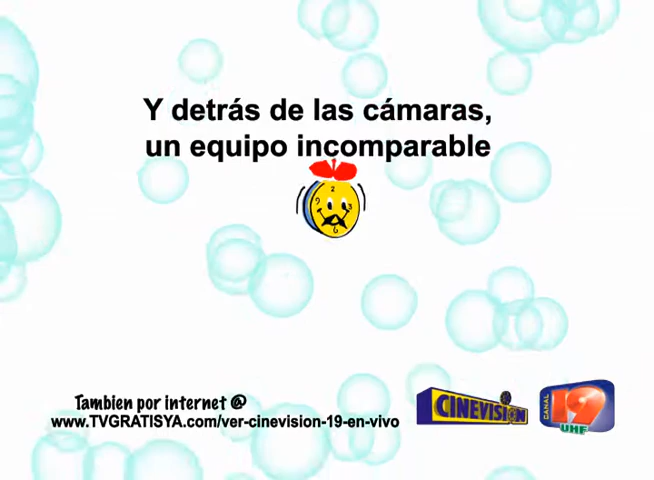 Y detrás de las cámaras,
un equipo incomparable
Tambien por internet @
www.TVGRATISYA.com/ver-cinevision-19-en-vivo
CINEVISION
CANAL
19
UHF